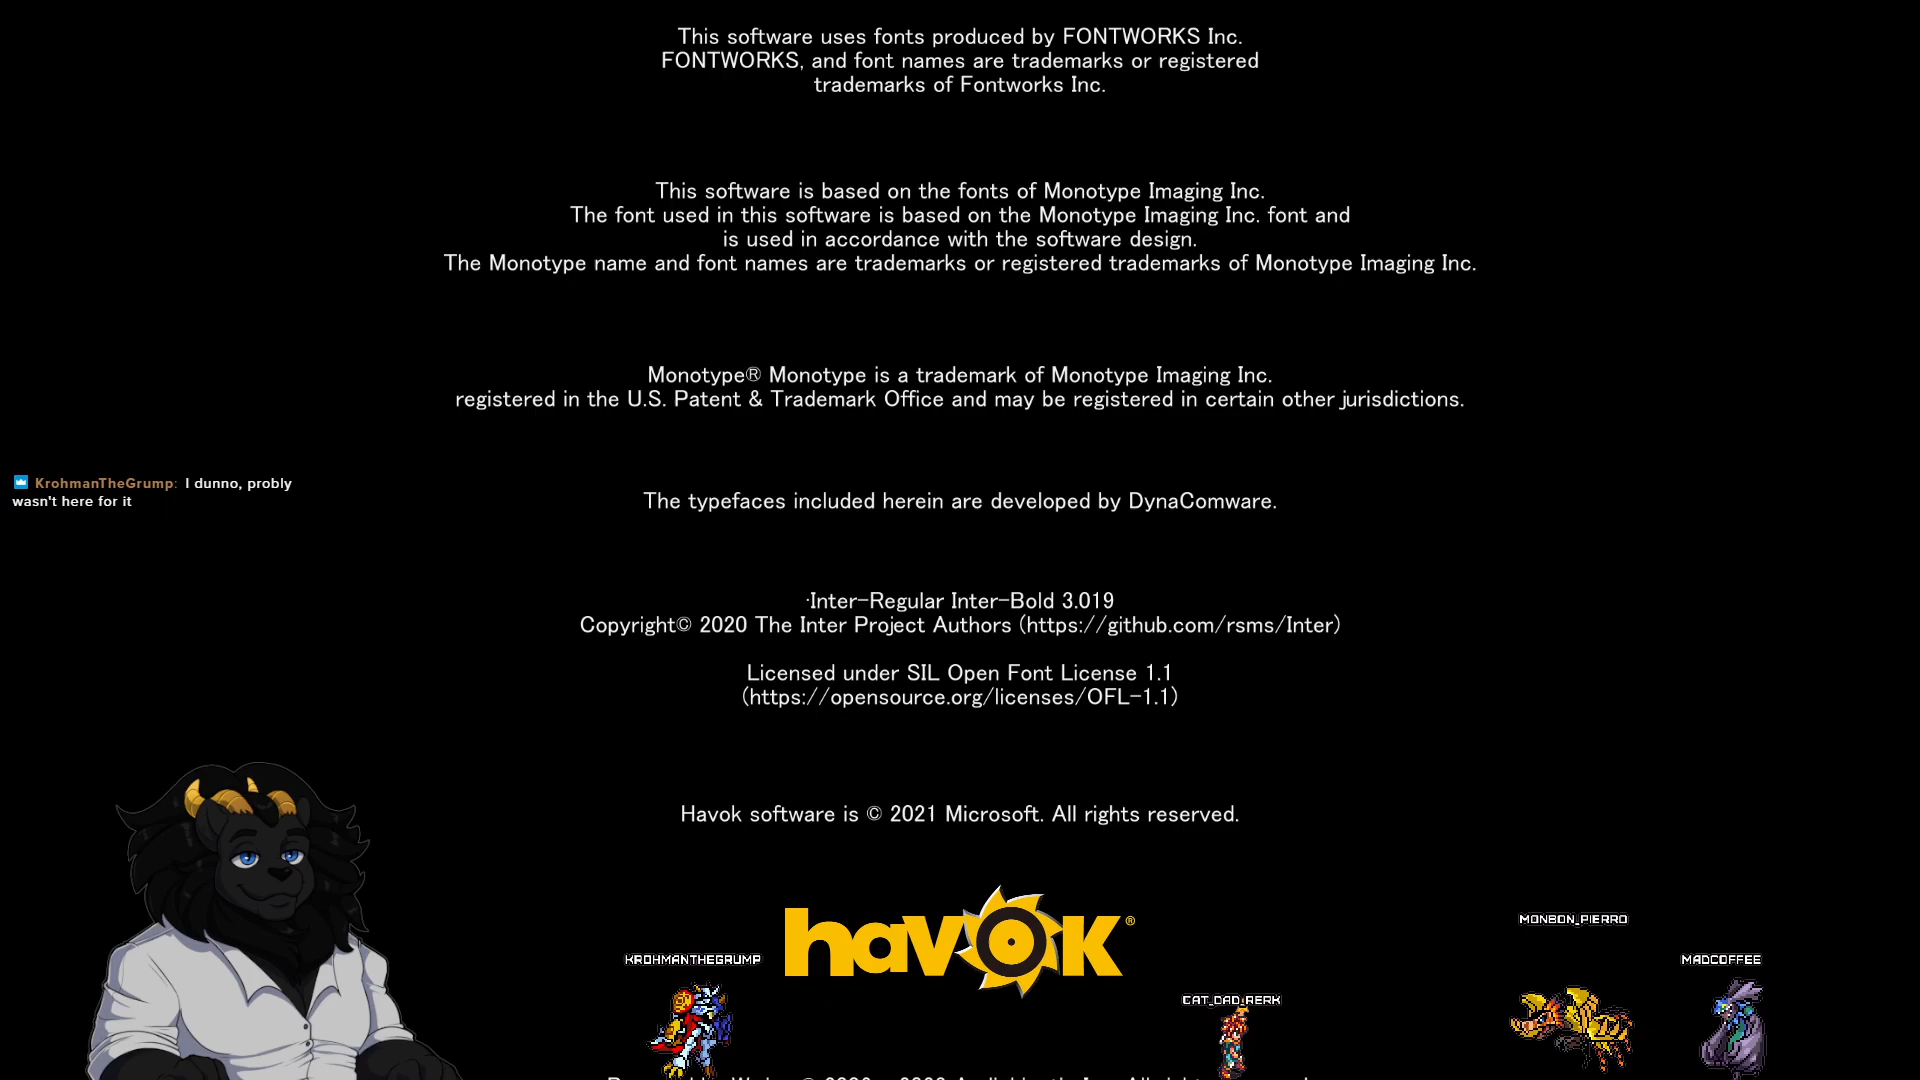 This software uses fonts produced by FONTWORKS Inc.
FONTWORKS, and font names are trademarks or registered
trademarks of Fontworks Inc.
This software is based on the fonts of Monotype Imaging Inc.
The font used in this software is based on the Monotype Imaging Inc. font and
is used in accordance with the software design.
The Monotype name and font names are trademarks or registered trademarks of Monotype Imaging Inc.
Monotype® Monotype is a trademark of Monotype Imaging Inc.
registered in the U.S. Patent & Trademark Office and may be registered in certain other jurisdictions.
KrohmanTheGrump: I dunno, probly
wasn't here for it
The typefaces included herein are developed by DynaComware.
·Inter-Regular Inter-Bold 3.019
Copyright© 2020 The Inter Project Authors (https://github.com/rsms/Inter)
Licensed under SIL Open Font License 1.1
(https://opensource.org/licenses/OFL-1.1)
Havok software is © 2021 Microsoft. All rights reserved.
havok®
MONBON_PIERRO
KROHMANTHEGRUMP
MADCOFFEE
CAT_DAD_AERK